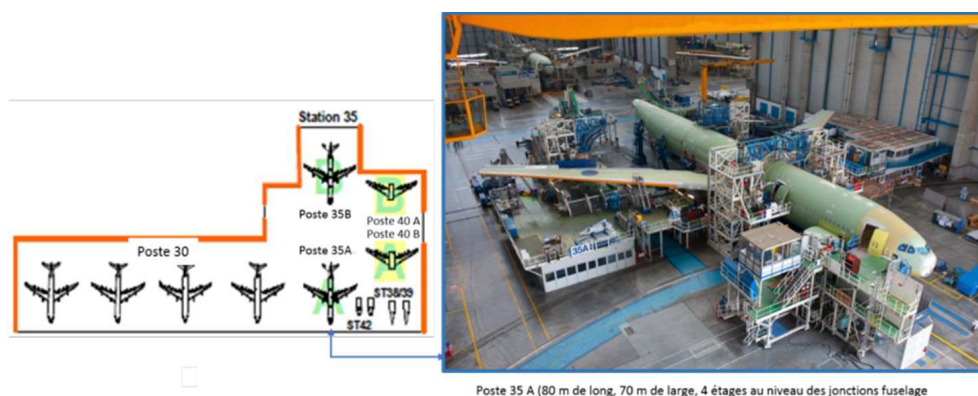 Station 35
B
B
Poste 35B
Poste 40 A
Poste 40 B
Poste 30
Poste 35A
A
A
ST38/39
ST42
35A
Poste 35 A (80 m de long, 70 m de large, 4 étages au niveau des jonctions fuselage